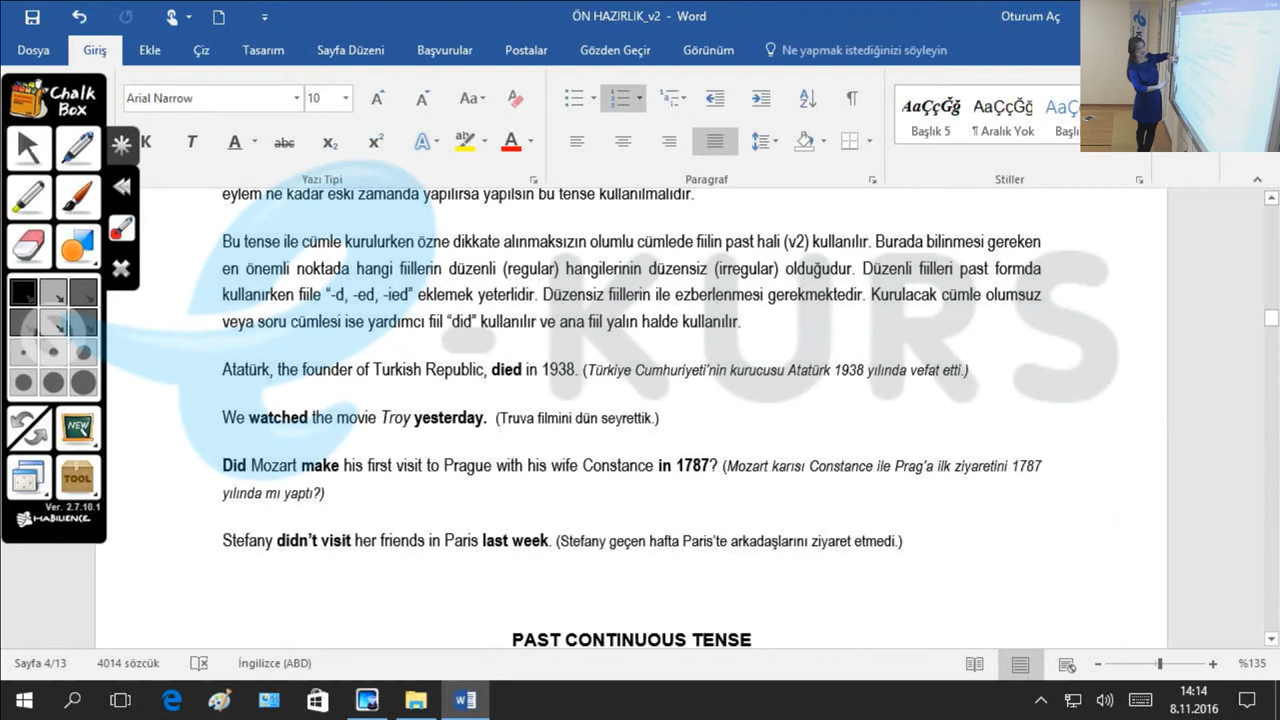 ÖN HAZIRLIK_v2 - Word
Oturum Aç
Dosya Giriş Ekle Çiz Tasarım Sayfa Düzeni Başvurular Postalar Gözden Geçir Görünüm Ne yapmak istediğinizi söyleyin
Chalk
Box
Arial Narrow 10
Aa
AaÇçĞğ AaÇçĞğ AaÇç
K T A abc x₂ x² A ab A
Başlık 5 ¶ Aralık Yok Başlı
Yazı Tipi Paragraf Stiller
eylem ne kadar eski zamanda yapılırsa yapılsın bu tense kullanılmalıdır.
Bu tense ile cümle kurulurken özne dikkate alınmaksızın olumlu cümlede fiilin past hali (v2) kullanılır. Burada bilinmesi gereken
en önemli noktada hangi fiillerin düzenli (regular) hangilerinin düzensiz (irregular) olduğudur. Düzenli fiilleri past formda
kullanırken fiile “-d, -ed, -ied” eklemek yeterlidir. Düzensiz fiillerin ile ezberlenmesi gerekmektedir. Kurulacak cümle olumsuz
veya soru cümlesi ise yardımcı fiil “did” kullanılır ve ana fiil yalın halde kullanılır.
Atatürk, the founder of Turkish Republic, died in 1938. (Türkiye Cumhuriyeti’nin kurucusu Atatürk 1938 yılında vefat etti.)
We watched the movie Troy yesterday. (Truva filmini dün seyrettik.)
Did Mozart make his first visit to Prague with his wife Constance in 1787? (Mozart karısı Constance ile Prag’a ilk ziyaretini 1787
yılında mı yaptı?)
Stefany didn’t visit her friends in Paris last week. (Stefany geçen hafta Paris’te arkadaşlarını ziyaret etmedi.)
PAST CONTINUOUS TENSE
e-KURS
NEW
TOOL
Ver. 2.7.10.1
HABILIENCE
Sayfa 4/13 4014 sözcük İngilizce (ABD) %135
14:14
8.11.2016